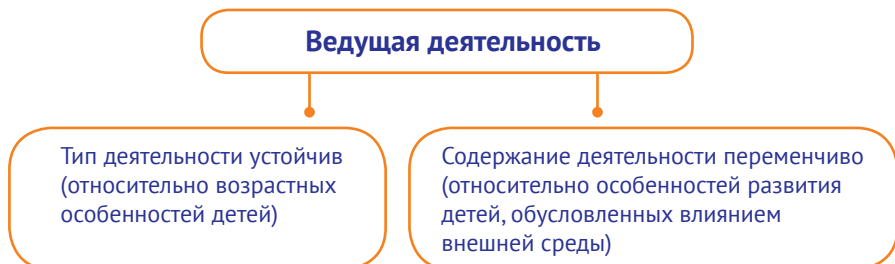 Ведущая деятельность
Тип деятельности устойчив
(относительно возрастных
особенностей детей)
Содержание деятельности переменчиво
(относительно особенностей развития
детей, обусловленных влиянием
внешней среды)